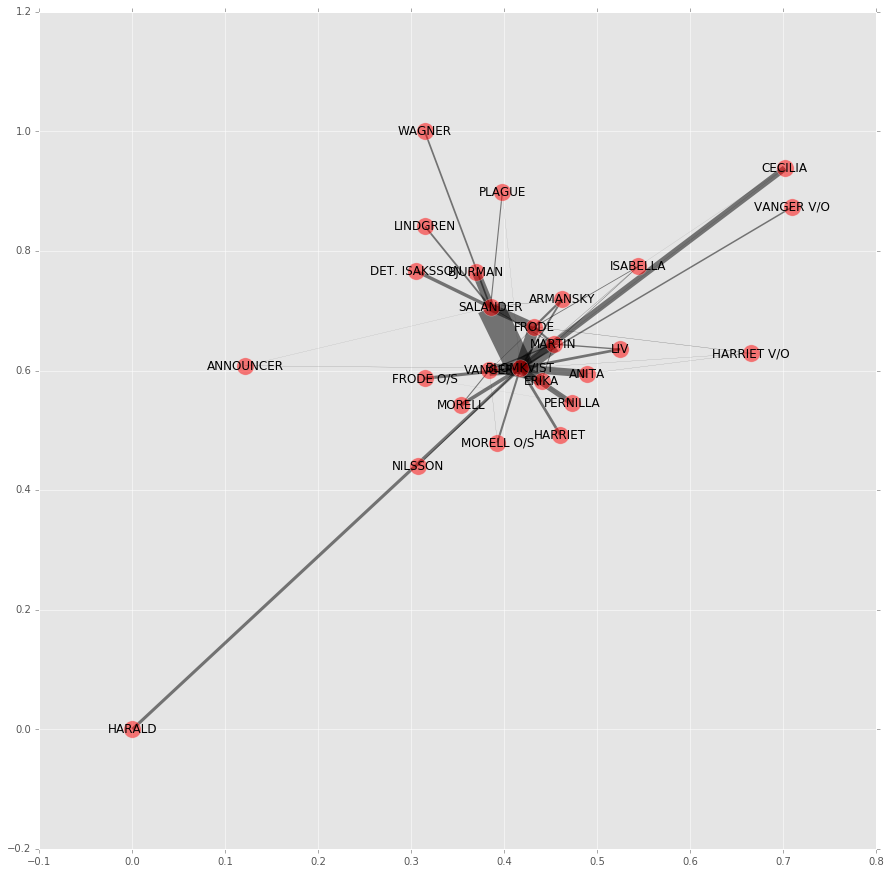 1.2
1.0
0.8
0.6
0.4
0.2
0.0
−0.2
−0.1
0.0
0.1
0.2
0.3
0.4
0.5
0.6
0.7
0.8
WAGNER
CECILIA
PLAGUE
VANGER V/O
LINDGREN
ISABELLA
DET. ISAKSSON
BJURMAN
ARMANSKY
SALANDER
FRODE
MARTIN
LIV
HARRIET V/O
ANNOUNCER
VANGER
BLOMKVIST
FRODE O/S
ERIKA
ANITA
MORELL
PERNILLA
MORELL O/S
HARRIET
NILSSON
HARALD